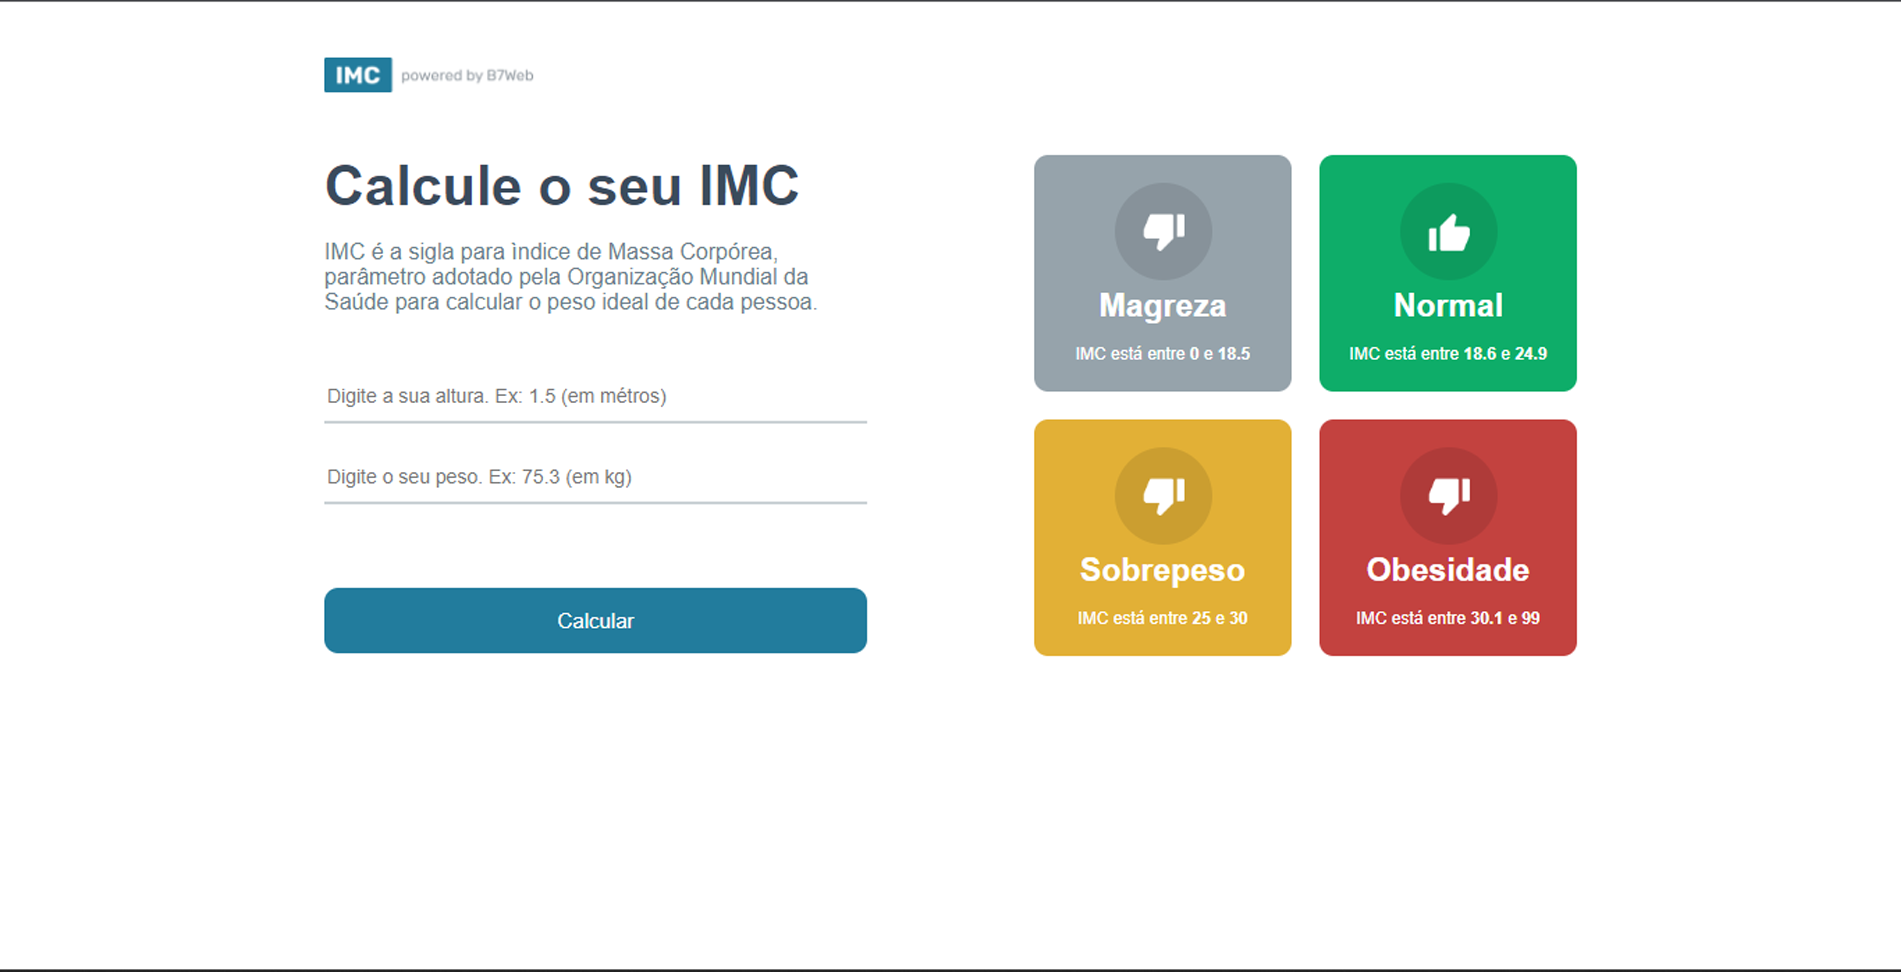 IMC powered by B7Web
Calcule o seu IMC
IMC é a sigla para ìndice de Massa Corpórea,
parâmetro adotado pela Organização Mundial da
Saúde para calcular o peso ideal de cada pessoa.
Digite a sua altura. Ex: 1.5 (em métros)
Digite o seu peso. Ex: 75.3 (em kg)
Calcular
Magreza
IMC está entre 0 e 18.5
Normal
IMC está entre 18.6 e 24.9
Sobrepeso
IMC está entre 25 e 30
Obesidade
IMC está entre 30.1 e 99